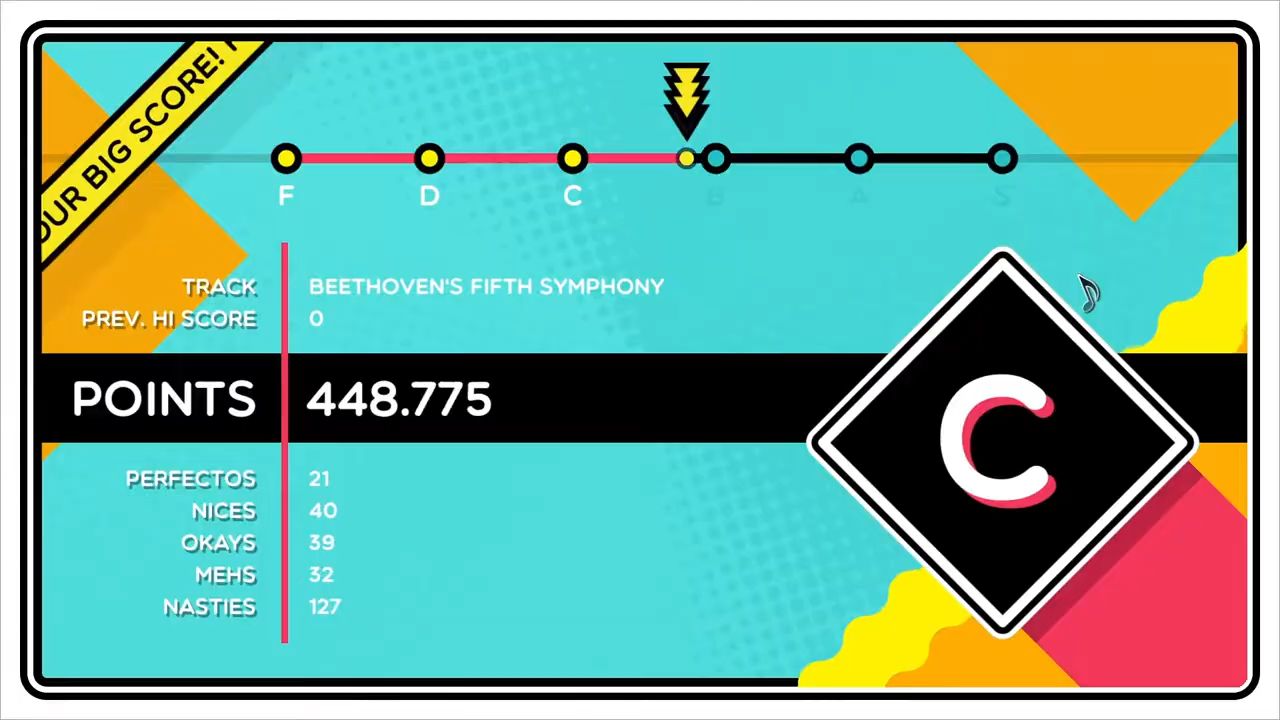 OUR BIG SCORE!
F D C B A S
TRACK BEETHOVEN'S FIFTH SYMPHONY
PREV. HI SCORE 0
POINTS 448.775
C
PERFECTOS 21
NICES 40
OKAYS 39
MEHS 32
NASTIES 127